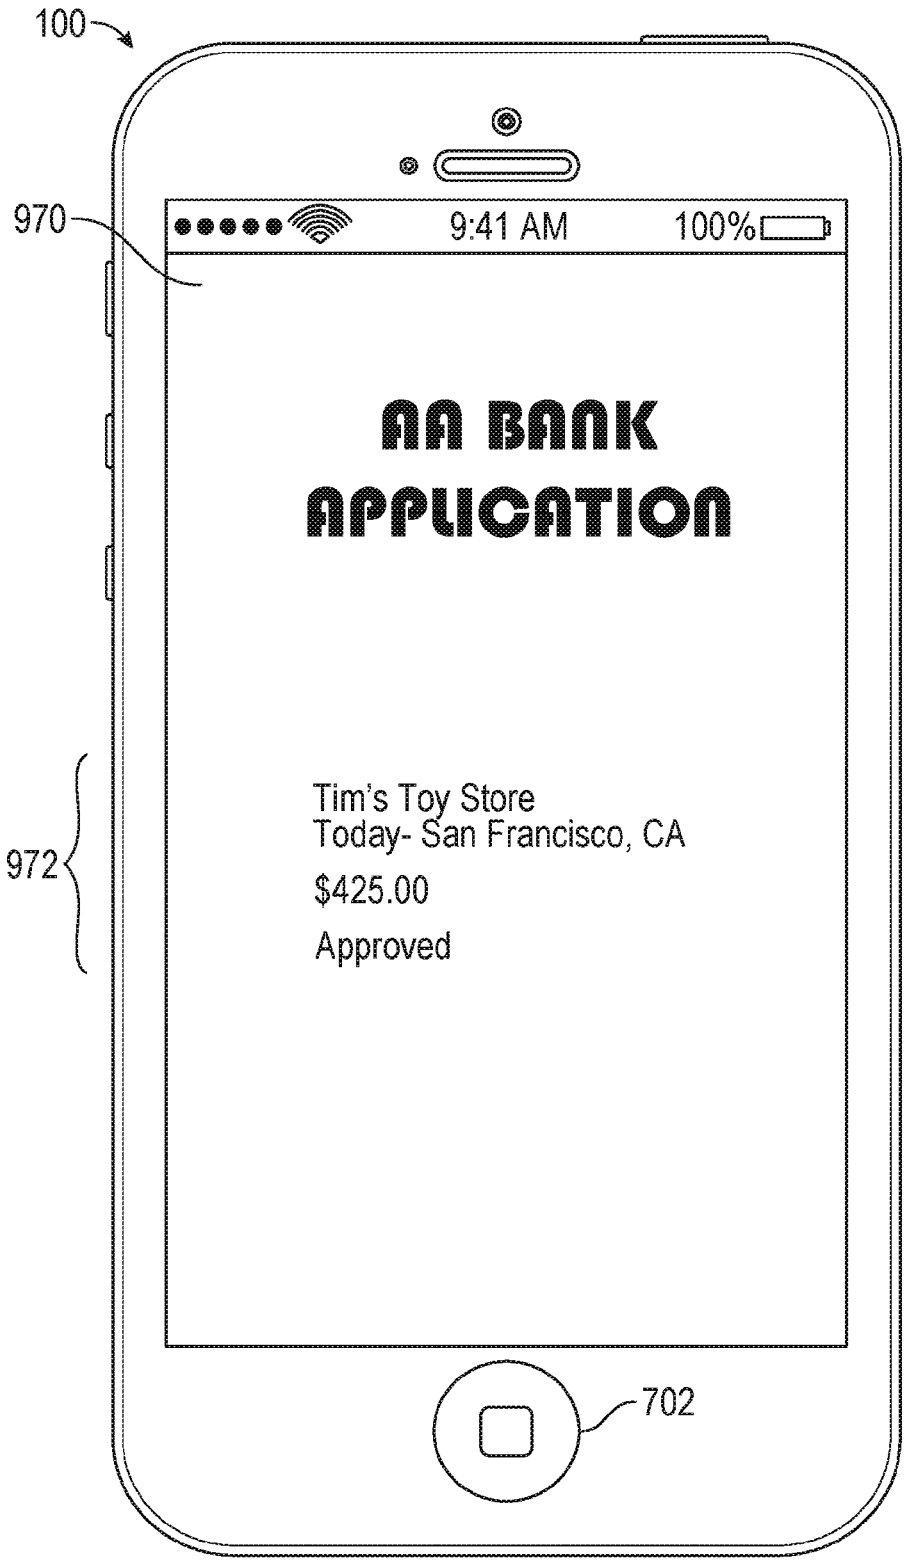 100
970
9:41 AM 100%
AA BANK
APPLICATION
Tim's Toy Store
Today- San Francisco, CA
972
$425.00
Approved
702